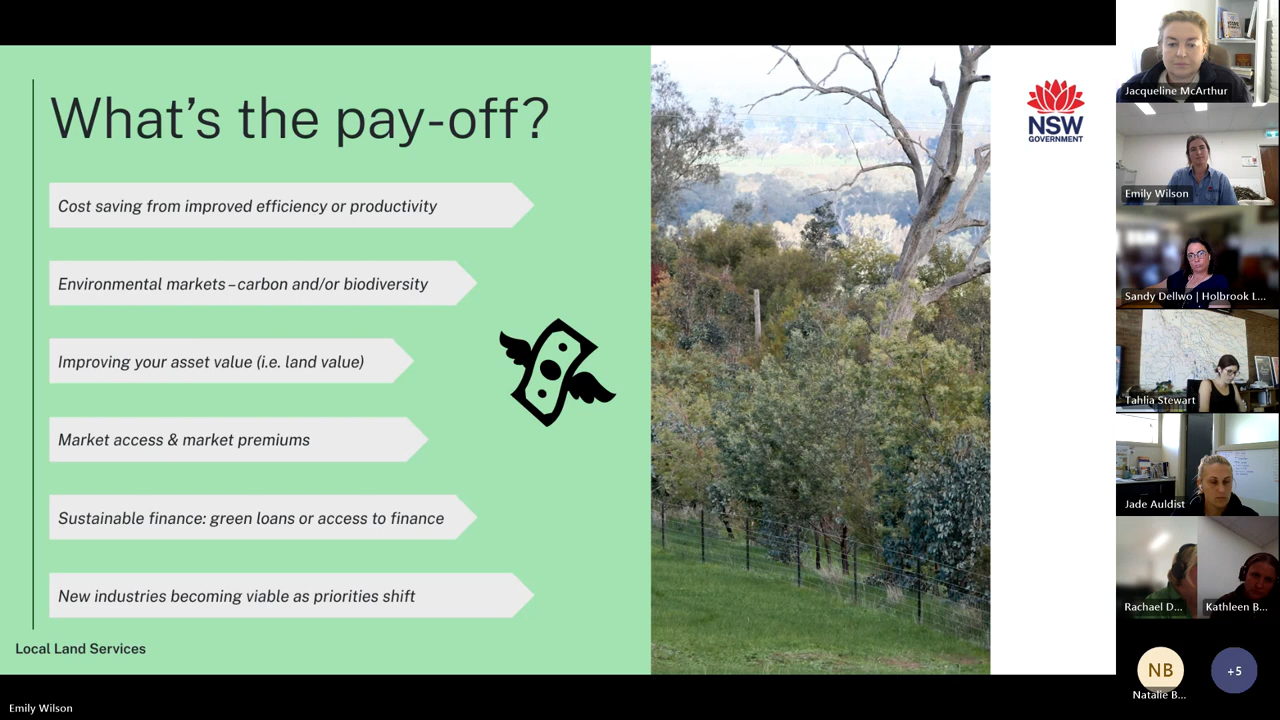 What's the pay-off?
Cost saving from improved efficiency or productivity
Environmental markets – carbon and/or biodiversity
Improving your asset value (i.e. land value)
Market access & market premiums
Sustainable finance: green loans or access to finance
New industries becoming viable as priorities shift
Local Land Services
NSW
GOVERNMENT
Jacqueline McArthur
Emily Wilson
Sandy Dellwo | Holbrook L...
Tahlia Stewart
Jade Auldist
Rachael D...
Kathleen B...
NB
Natalie B...
+5
Emily Wilson